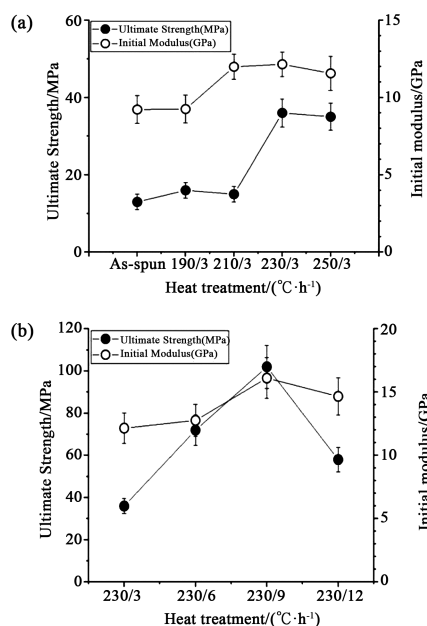 (a)
Ultimate Strength(MPa)
Initial Modulus(GPa)
60
40
20
0
Ultimate Strength/MPa
15
10
5
0
Initial modulus/GPa
As-spun 190/3 210/3 230/3 250/3
Heat treatment/(℃·h⁻¹)
(b)
Ultimate Strength(MPa)
Initial Modulus(GPa)
120
100
80
60
40
20
0
Ultimate Strength/MPa
20
15
10
5
0
Initial modulus/GPa
230/3 230/6 230/9 230/12
Heat treatment/(℃·h⁻¹)